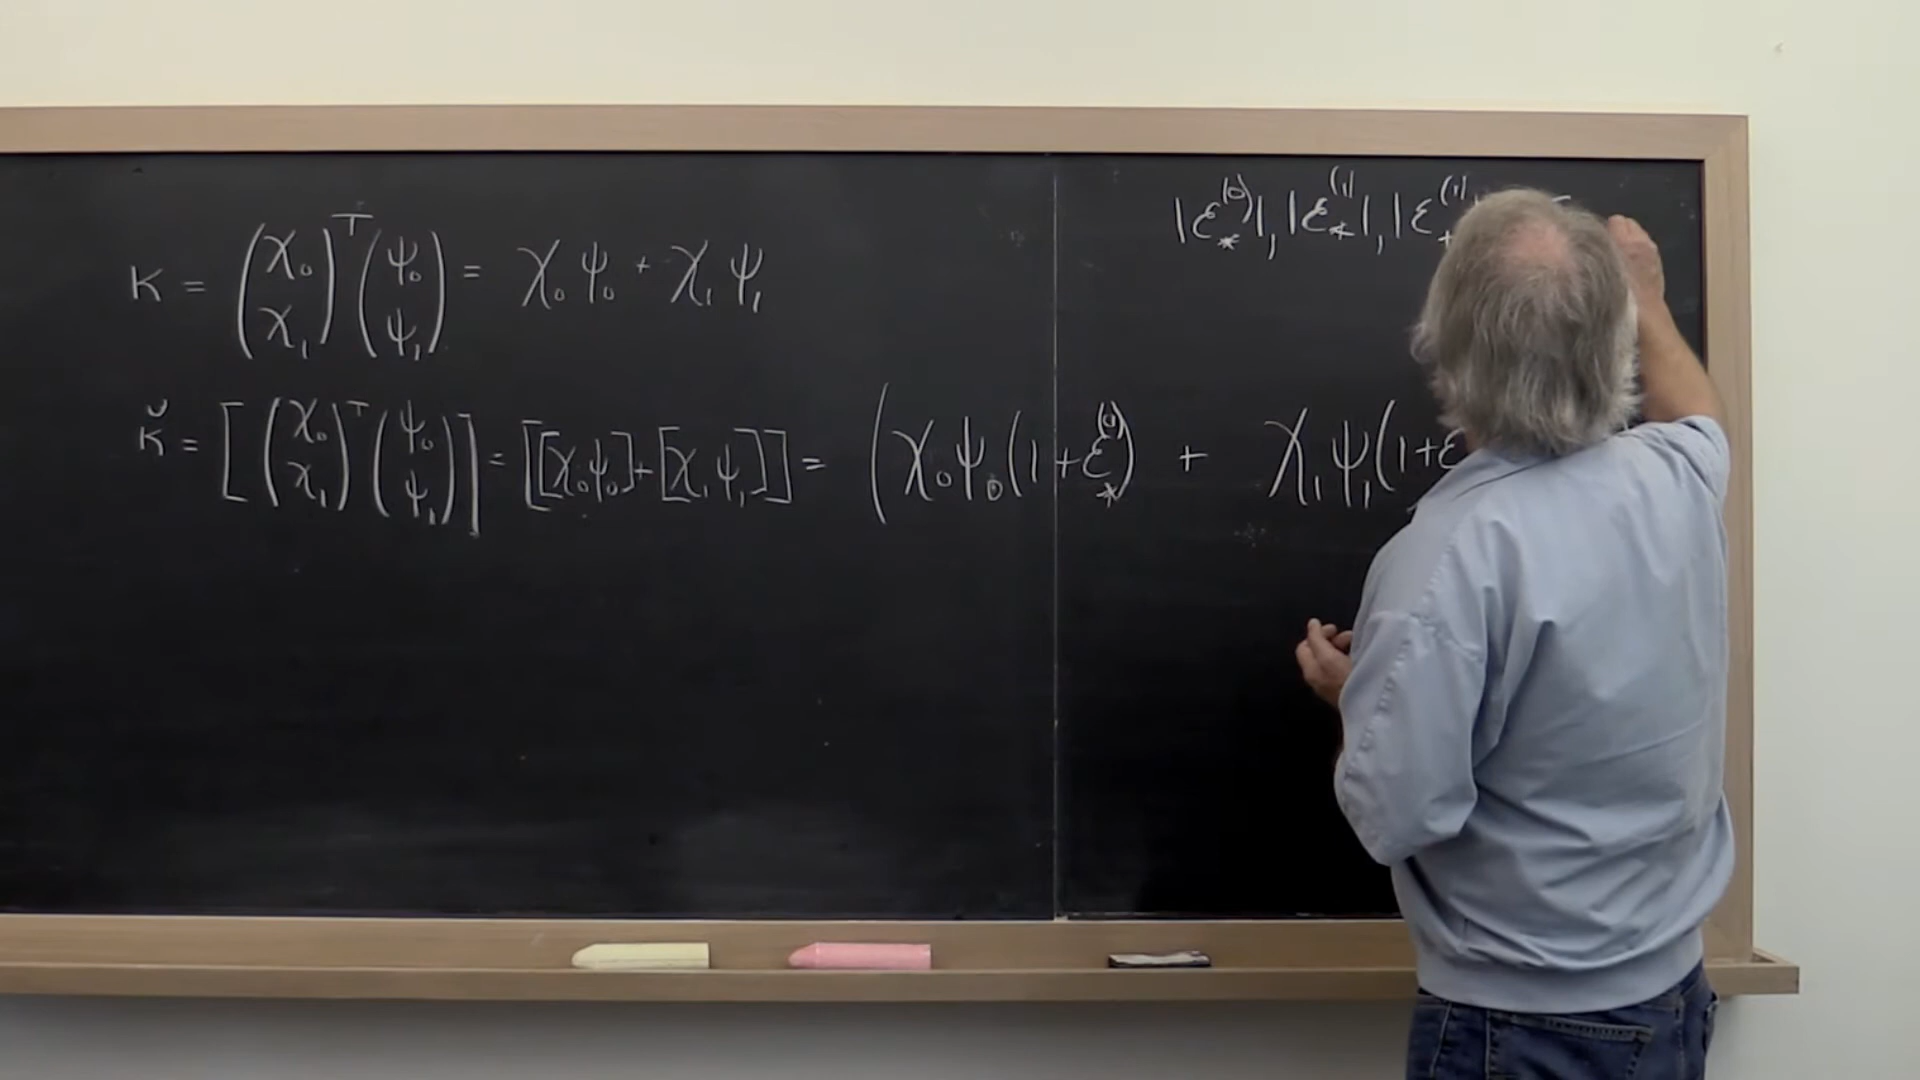 |ε*^(0)|, |ε*^(1)|, |ε+^(1)
κ = (χ₀ χ₁)^T (ψ₀ ψ₁) = χ₀ψ₀ + χ₁ψ₁
κ̆ = [(χ₀ χ₁)^T (ψ₀ ψ₁)] = [[χ₀ψ₀] + [χ₁ψ₁]] = (χ₀ψ₀(1+ε*^(0)) + χ₁ψ₁(1+ε